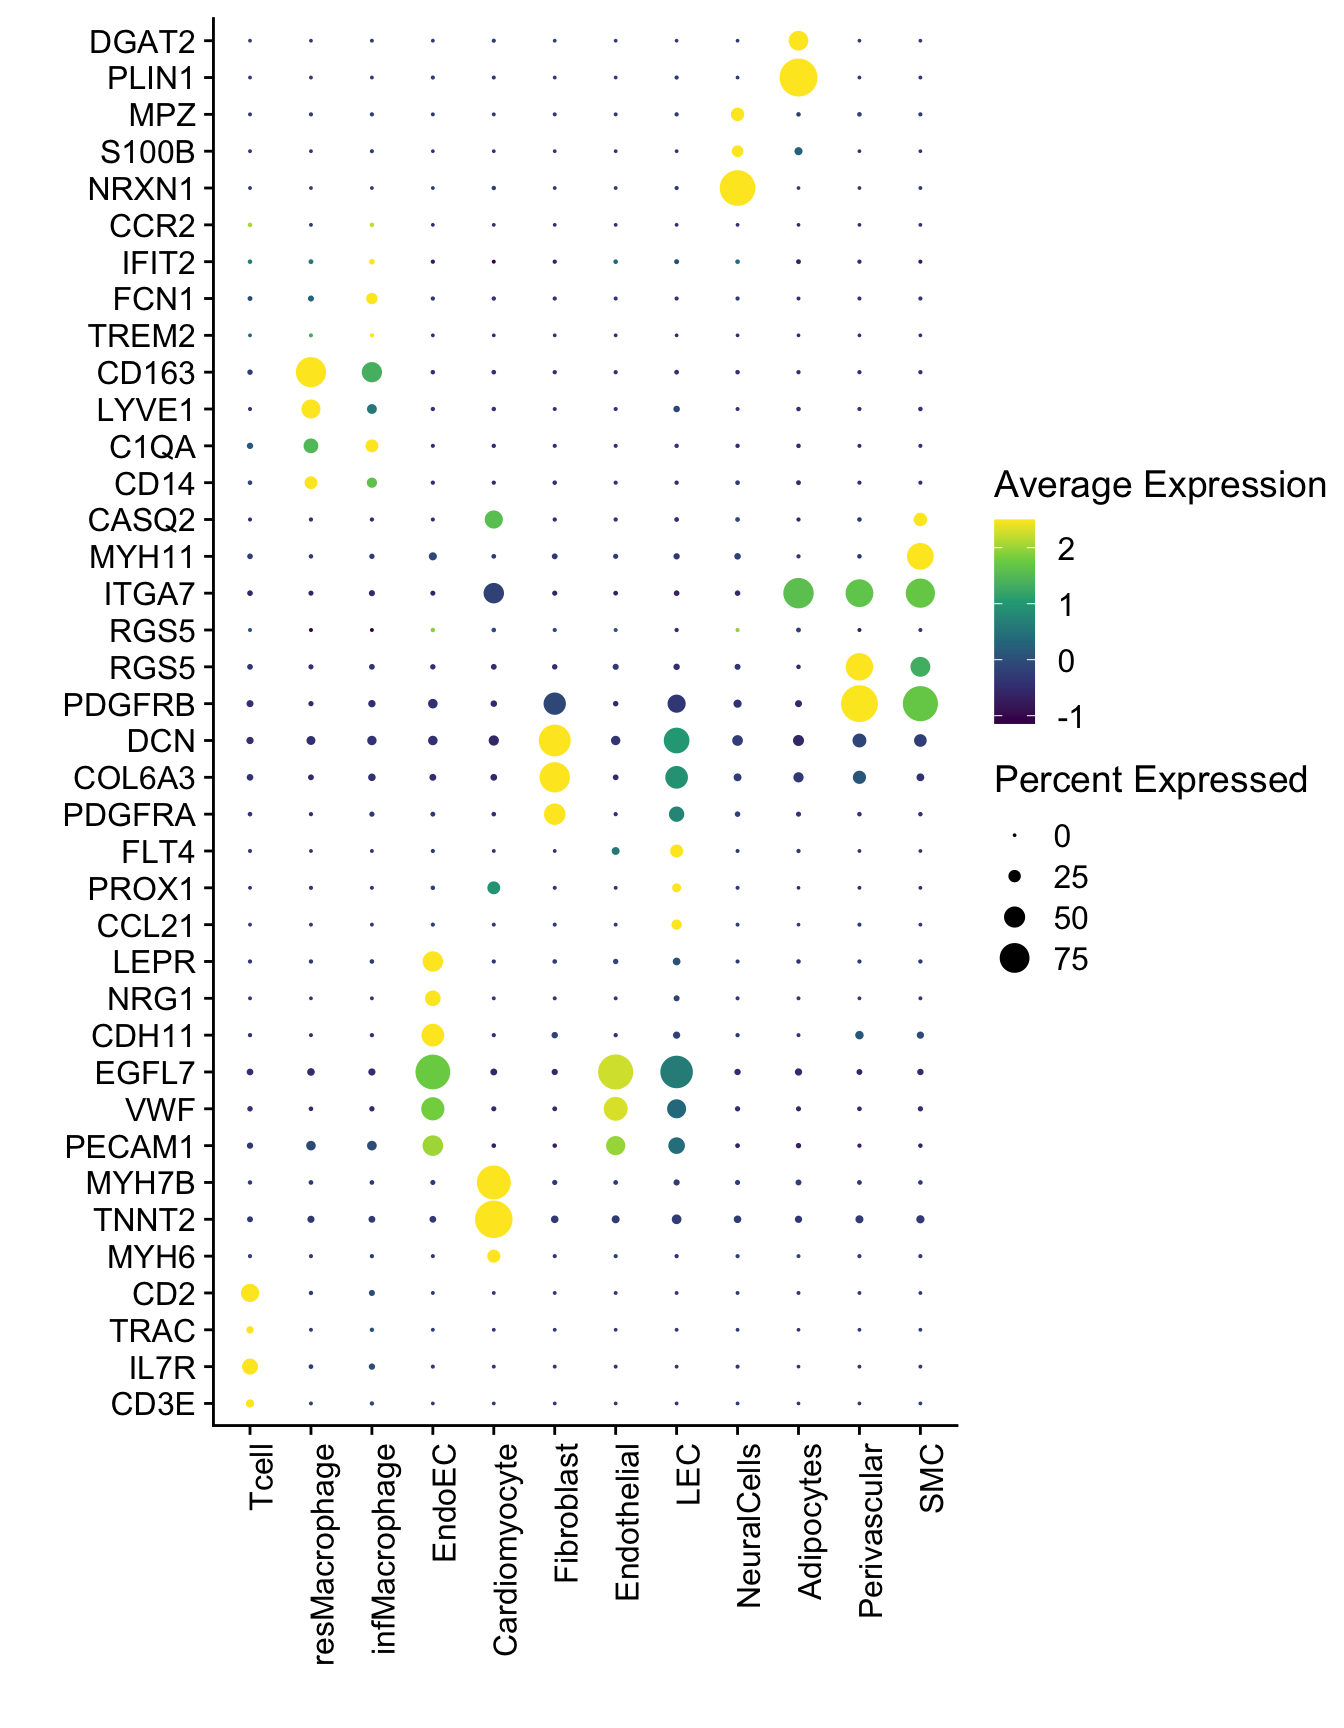 DGAT2
PLIN1
MPZ
S100B
NRXN1
CCR2
IFIT2
FCN1
TREM2
CD163
LYVE1
C1QA
CD14
CASQ2
MYH11
ITGA7
RGS5
RGS5
PDGFRB
DCN
COL6A3
PDGFRA
FLT4
PROX1
CCL21
LEPR
NRG1
CDH11
EGFL7
VWF
PECAM1
MYH7B
TNNT2
MYH6
CD2
TRAC
IL7R
CD3E
Tcell
resMacrophage
infMacrophage
EndoEC
Cardiomyocyte
Fibroblast
Endothelial
LEC
NeuralCells
Adipocytes
Perivascular
SMC
Average Expression
2
1
0
-1
Percent Expressed
0
25
50
75